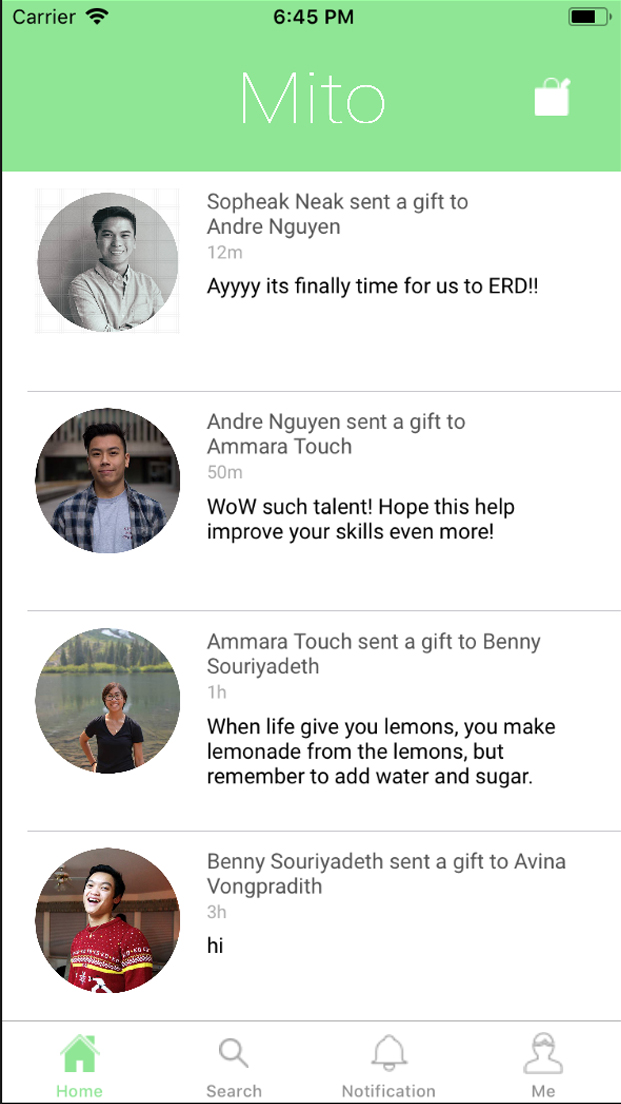 Carrier
6:45 PM
Mito
Sopheak Neak sent a gift to
Andre Nguyen
12m
Ayyyy its finally time for us to ERD!!
Andre Nguyen sent a gift to
Ammara Touch
50m
WoW such talent! Hope this help
improve your skills even more!
Ammara Touch sent a gift to Benny
Souriyadeth
1h
When life give you lemons, you make
lemonade from the lemons, but
remember to add water and sugar.
Benny Souriyadeth sent a gift to Avina
Vongpradith
3h
hi
Home
Search
Notification
Me